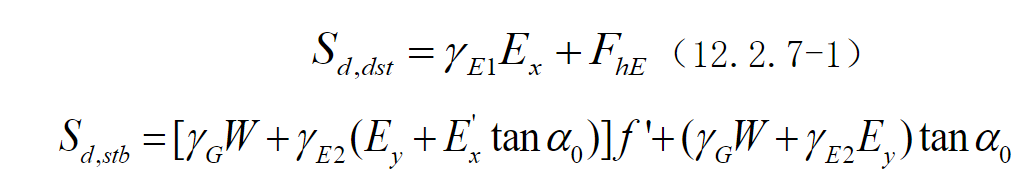 S_{d,dst} = γ_{E1}E_x + F_{hE}（12.2.7-1）
S_{d,stb} = [γ_G W + γ_{E2}(E_y + E_x^' tan α_0)]f' + (γ_G W + γ_{E2}E_y) tan α_0